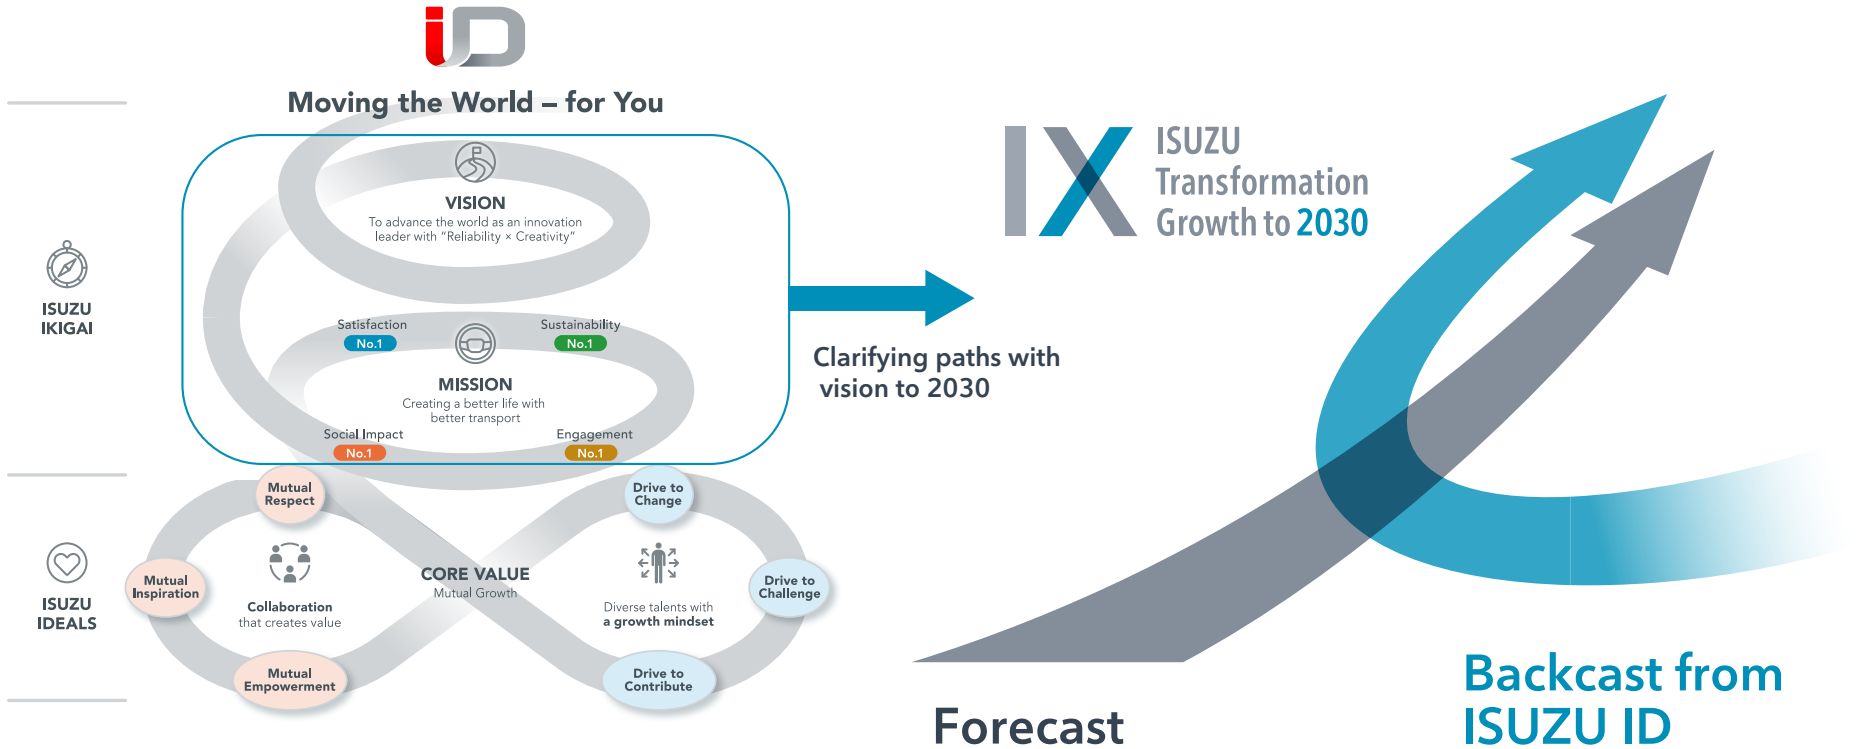 iD
Moving the World – for You
ISUZU
IKIGAI
VISION
To advance the world as an innovation
leader with “Reliability × Creativity”
Satisfaction
No.1
Sustainability
No.1
MISSION
Creating a better life with
better transport
Social Impact
No.1
Engagement
No.1
ISUZU
IDEALS
Mutual
Respect
Mutual
Inspiration
Mutual
Empowerment
Collaboration
that creates value
CORE VALUE
Mutual Growth
Drive to
Change
Drive to
Challenge
Drive to
Contribute
Diverse talents with
a growth mindset
Clarifying paths with
vision to 2030
IX
ISUZU
Transformation
Growth to 2030
Forecast
Backcast from
ISUZU ID